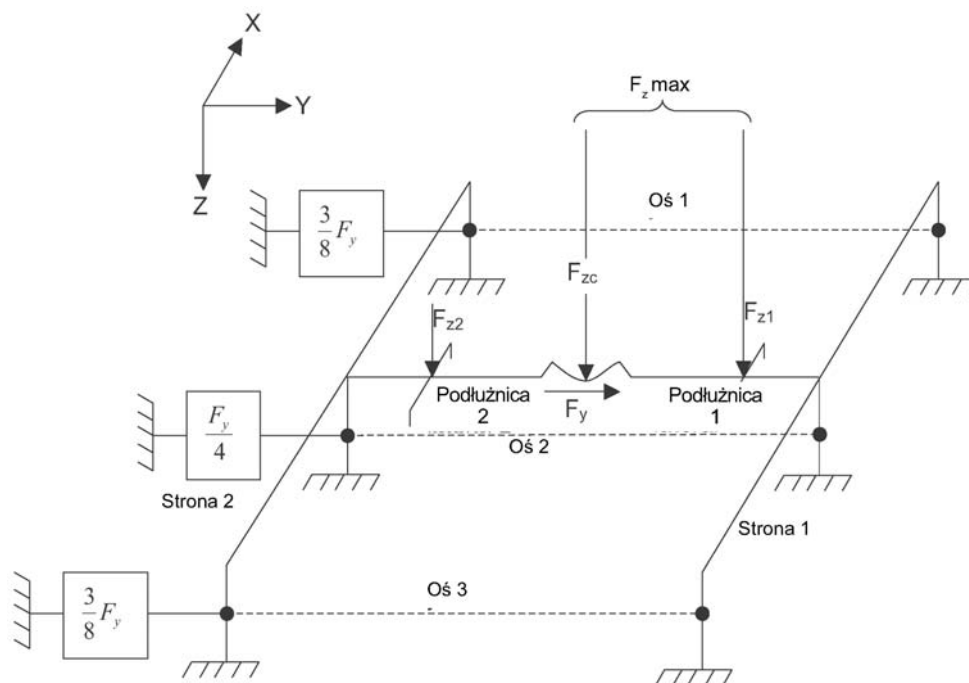 X
Y
Z
F_z max
3/8 F_y
Oś 1
F_zc
F_z2
F_z1
Podłużnica
2
F_y
Podłużnica
1
F_y/4
Oś 2
Strona 2
Strona 1
3/8 F_y
Oś 3